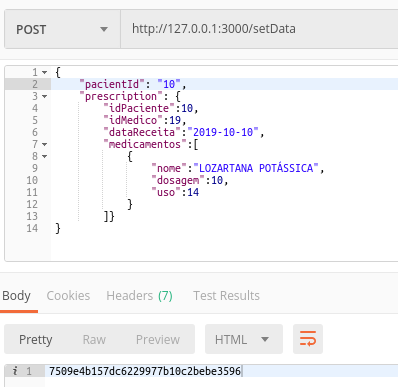 POST http://127.0.0.1:3000/setData
1 {
2 "pacientId": "10",
3 "prescription": {
4 "idPaciente":10,
5 "idMedico":19,
6 "dataReceita":"2019-10-10",
7 "medicamentos":[
8 {
9 "nome":"LOZARTANA POTÁSSICA",
10 "dosagem":10,
11 "uso":14
12 }
13 ]}
14 }
Body Cookies Headers (7) Test Results
Pretty Raw Preview HTML
i 1 7509e4b157dc6229977b10c2bebe3596